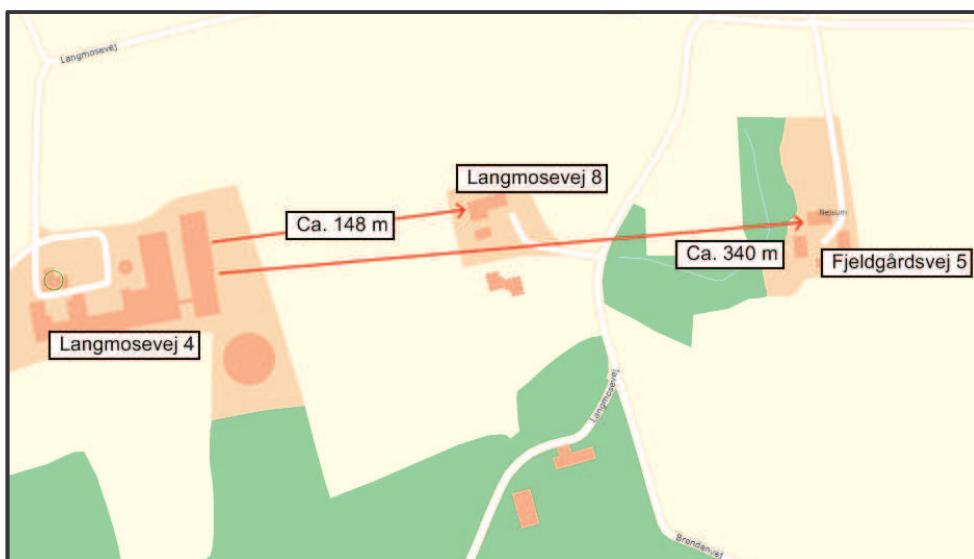 Langmosevej
Langmosevej 8
Ca. 148 m
Nejsum
Ca. 340 m
Fjeldgårdsvej 5
Langmosevej 4
Langmosevej
Brøndenvej